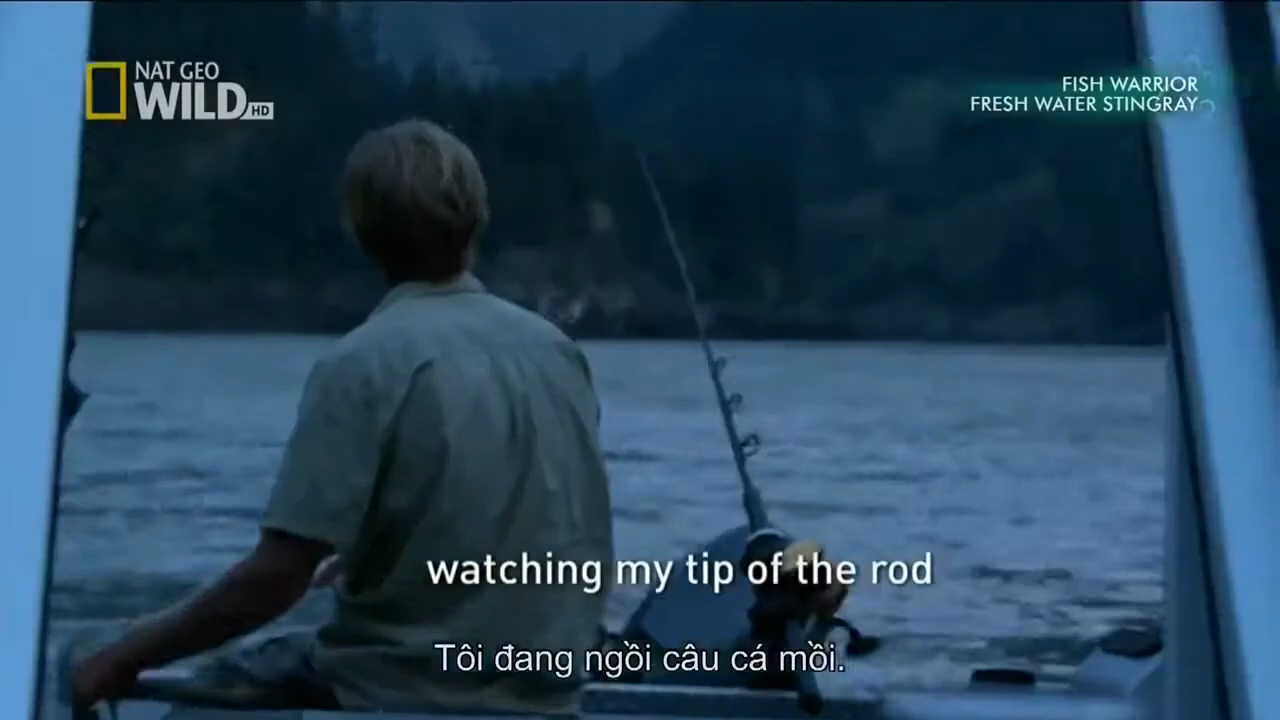 NAT GEO
WILD HD
FISH WARRIOR
FRESH WATER STINGRAY
watching my tip of the rod
Tôi đang ngồi câu cá mồi.